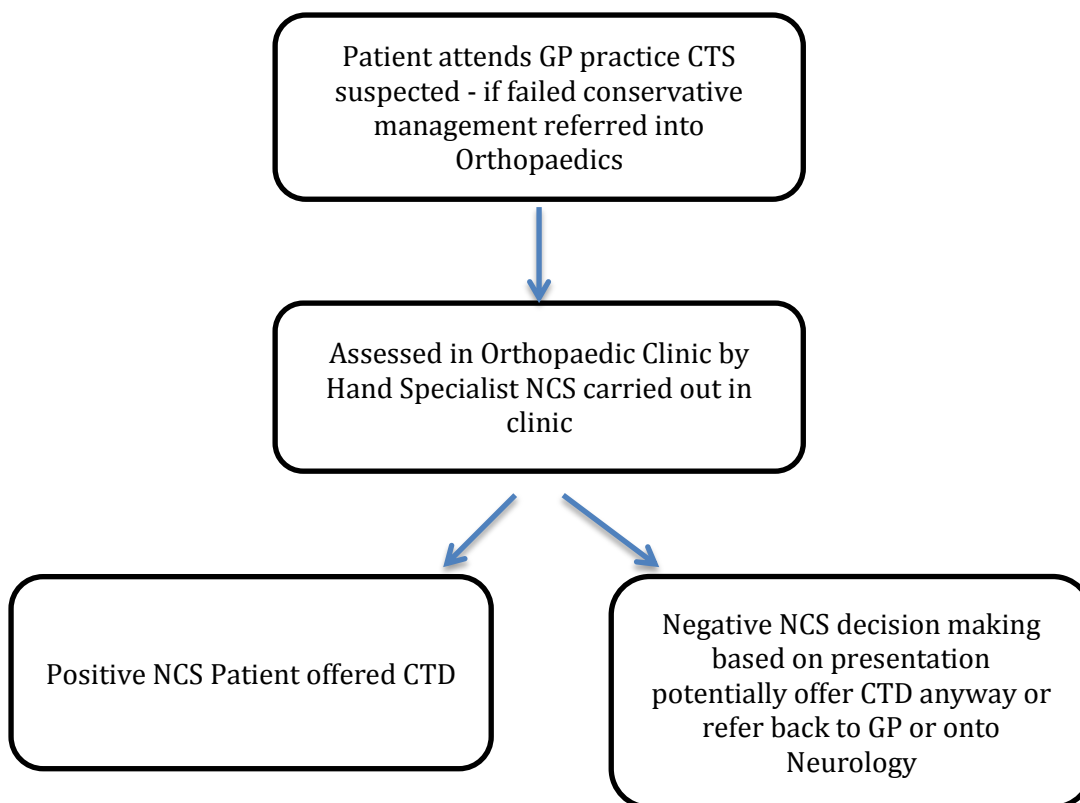 Patient attends GP practice CTS
suspected - if failed conservative
management referred into
Orthopaedics
Assessed in Orthopaedic Clinic by
Hand Specialist NCS carried out in
clinic
Positive NCS Patient offered CTD
Negative NCS decision making
based on presentation
potentially offer CTD anyway or
refer back to GP or onto
Neurology